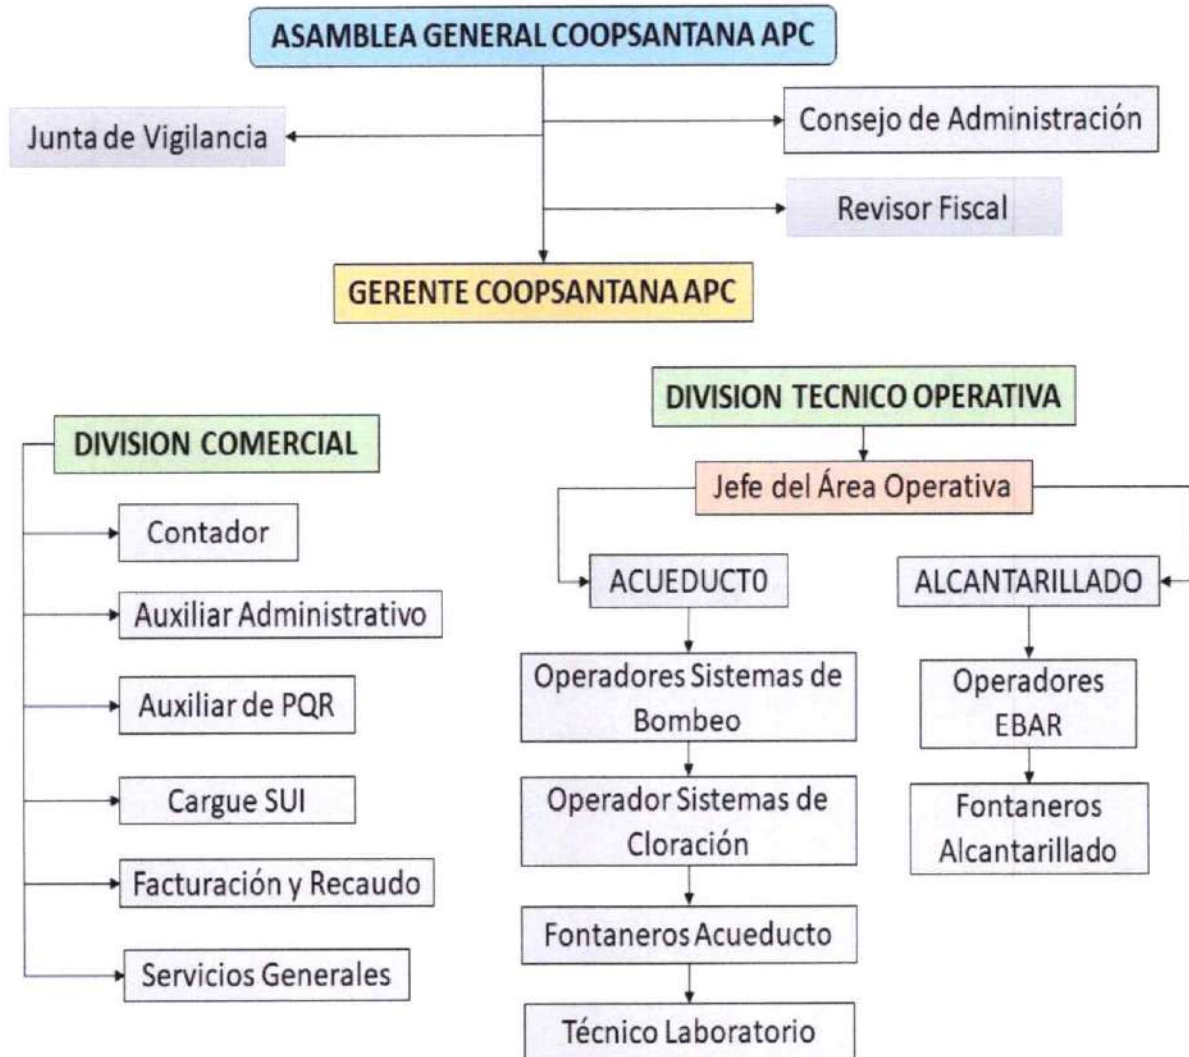 ASAMBLEA GENERAL COOPSANTANA APC
Junta de Vigilancia
Consejo de Administración
Revisor Fiscal
GERENTE COOPSANTANA APC
DIVISION COMERCIAL
Contador
Auxiliar Administrativo
Auxiliar de PQR
Cargue SUI
Facturación y Recaudo
Servicios Generales
DIVISION TECNICO OPERATIVA
Jefe del Área Operativa
ACUEDUCT0
Operadores Sistemas de
Bombeo
Operador Sistemas de
Cloración
Fontaneros Acueducto
Técnico Laboratorio
ALCANTARILLADO
Operadores
EBAR
Fontaneros
Alcantarillado